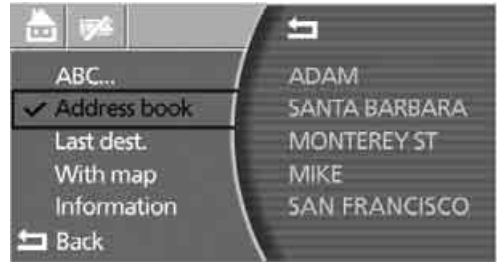 ABC...
Address book
Last dest.
With map
Information
Back
ADAM
SANTA BARBARA
MONTEREY ST
MIKE
SAN FRANCISCO